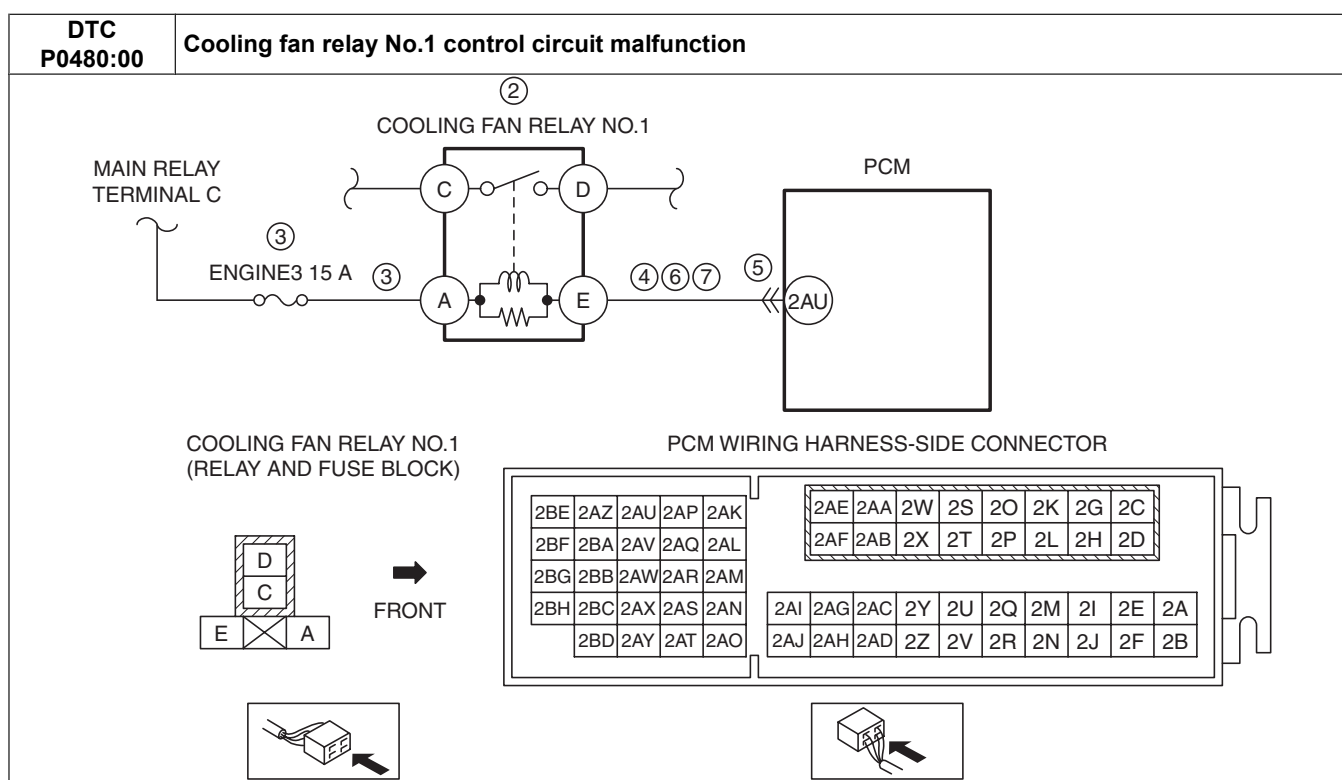 DTC
P0480:00
Cooling fan relay No.1 control circuit malfunction
2
COOLING FAN RELAY NO.1
MAIN RELAY
TERMINAL C
PCM
C D
3
ENGINE3 15 A 3
4 6 7 5
A E 2AU
COOLING FAN RELAY NO.1
(RELAY AND FUSE BLOCK)
PCM WIRING HARNESS-SIDE CONNECTOR
D
C
E A
FRONT
2BE 2AZ 2AU 2AP 2AK
2BF 2BA 2AV 2AQ 2AL
2BG 2BB 2AW 2AR 2AM
2BH 2BC 2AX 2AS 2AN
2BD 2AY 2AT 2AO
2AE 2AA 2W 2S 2O 2K 2G 2C
2AF 2AB 2X 2T 2P 2L 2H 2D
2AI 2AG 2AC 2Y 2U 2Q 2M 2I 2E 2A
2AJ 2AH 2AD 2Z 2V 2R 2N 2J 2F 2B